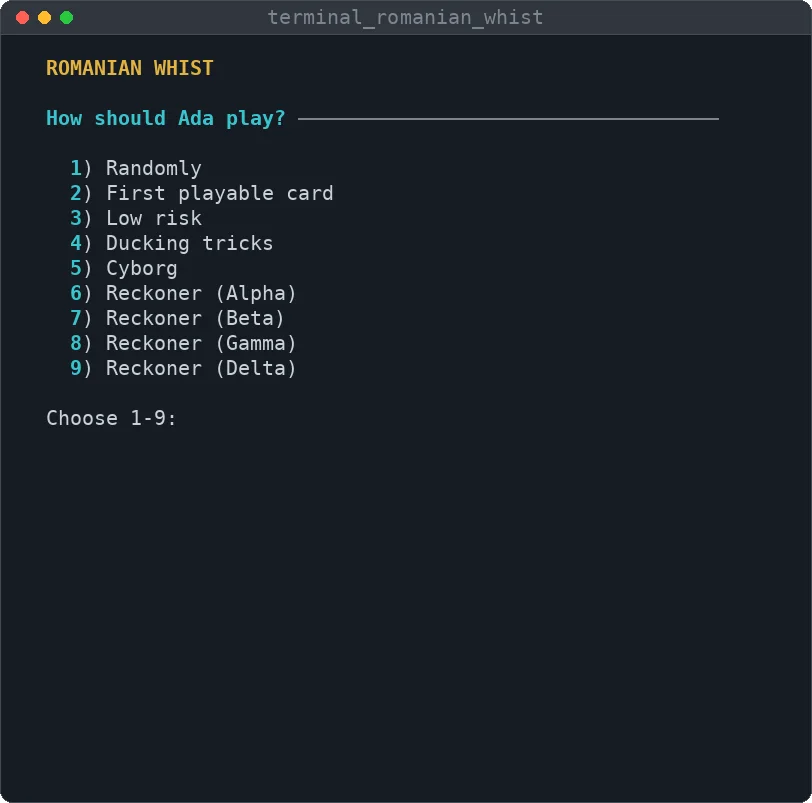 terminal_romanian_whist
ROMANIAN WHIST
How should Ada play?
1) Randomly
2) First playable card
3) Low risk
4) Ducking tricks
5) Cyborg
6) Reckoner (Alpha)
7) Reckoner (Beta)
8) Reckoner (Gamma)
9) Reckoner (Delta)
Choose 1-9: